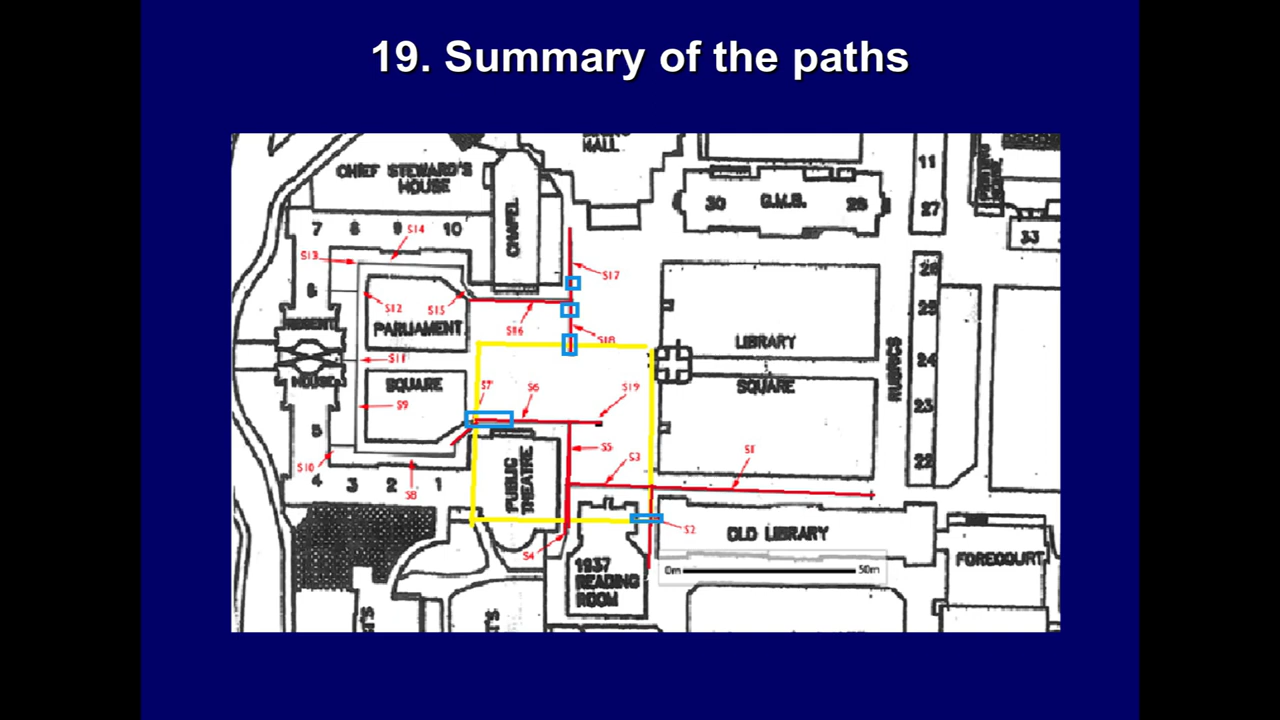 19. Summary of the paths
HALL
CHIEF STEWARD'S
HOUSE
CHAPEL
11
30 G.M.B. 28
27
7 8 9 10
33
S14
S13
S17
28
6
S12
S15
25
S16
S18
PARLIAMENT
LIBRARY
S11
24
HOUSE
SQUARE
SQUARE
RUBRICS
S7
S6
S19
S9
23
5
S5
S3
S1
22
S10
4 3 2 1
S8
PUBLIC
THEATRE
S2
OLD LIBRARY
S4
FORECOURT
1937
READING
ROOM
0m 50m